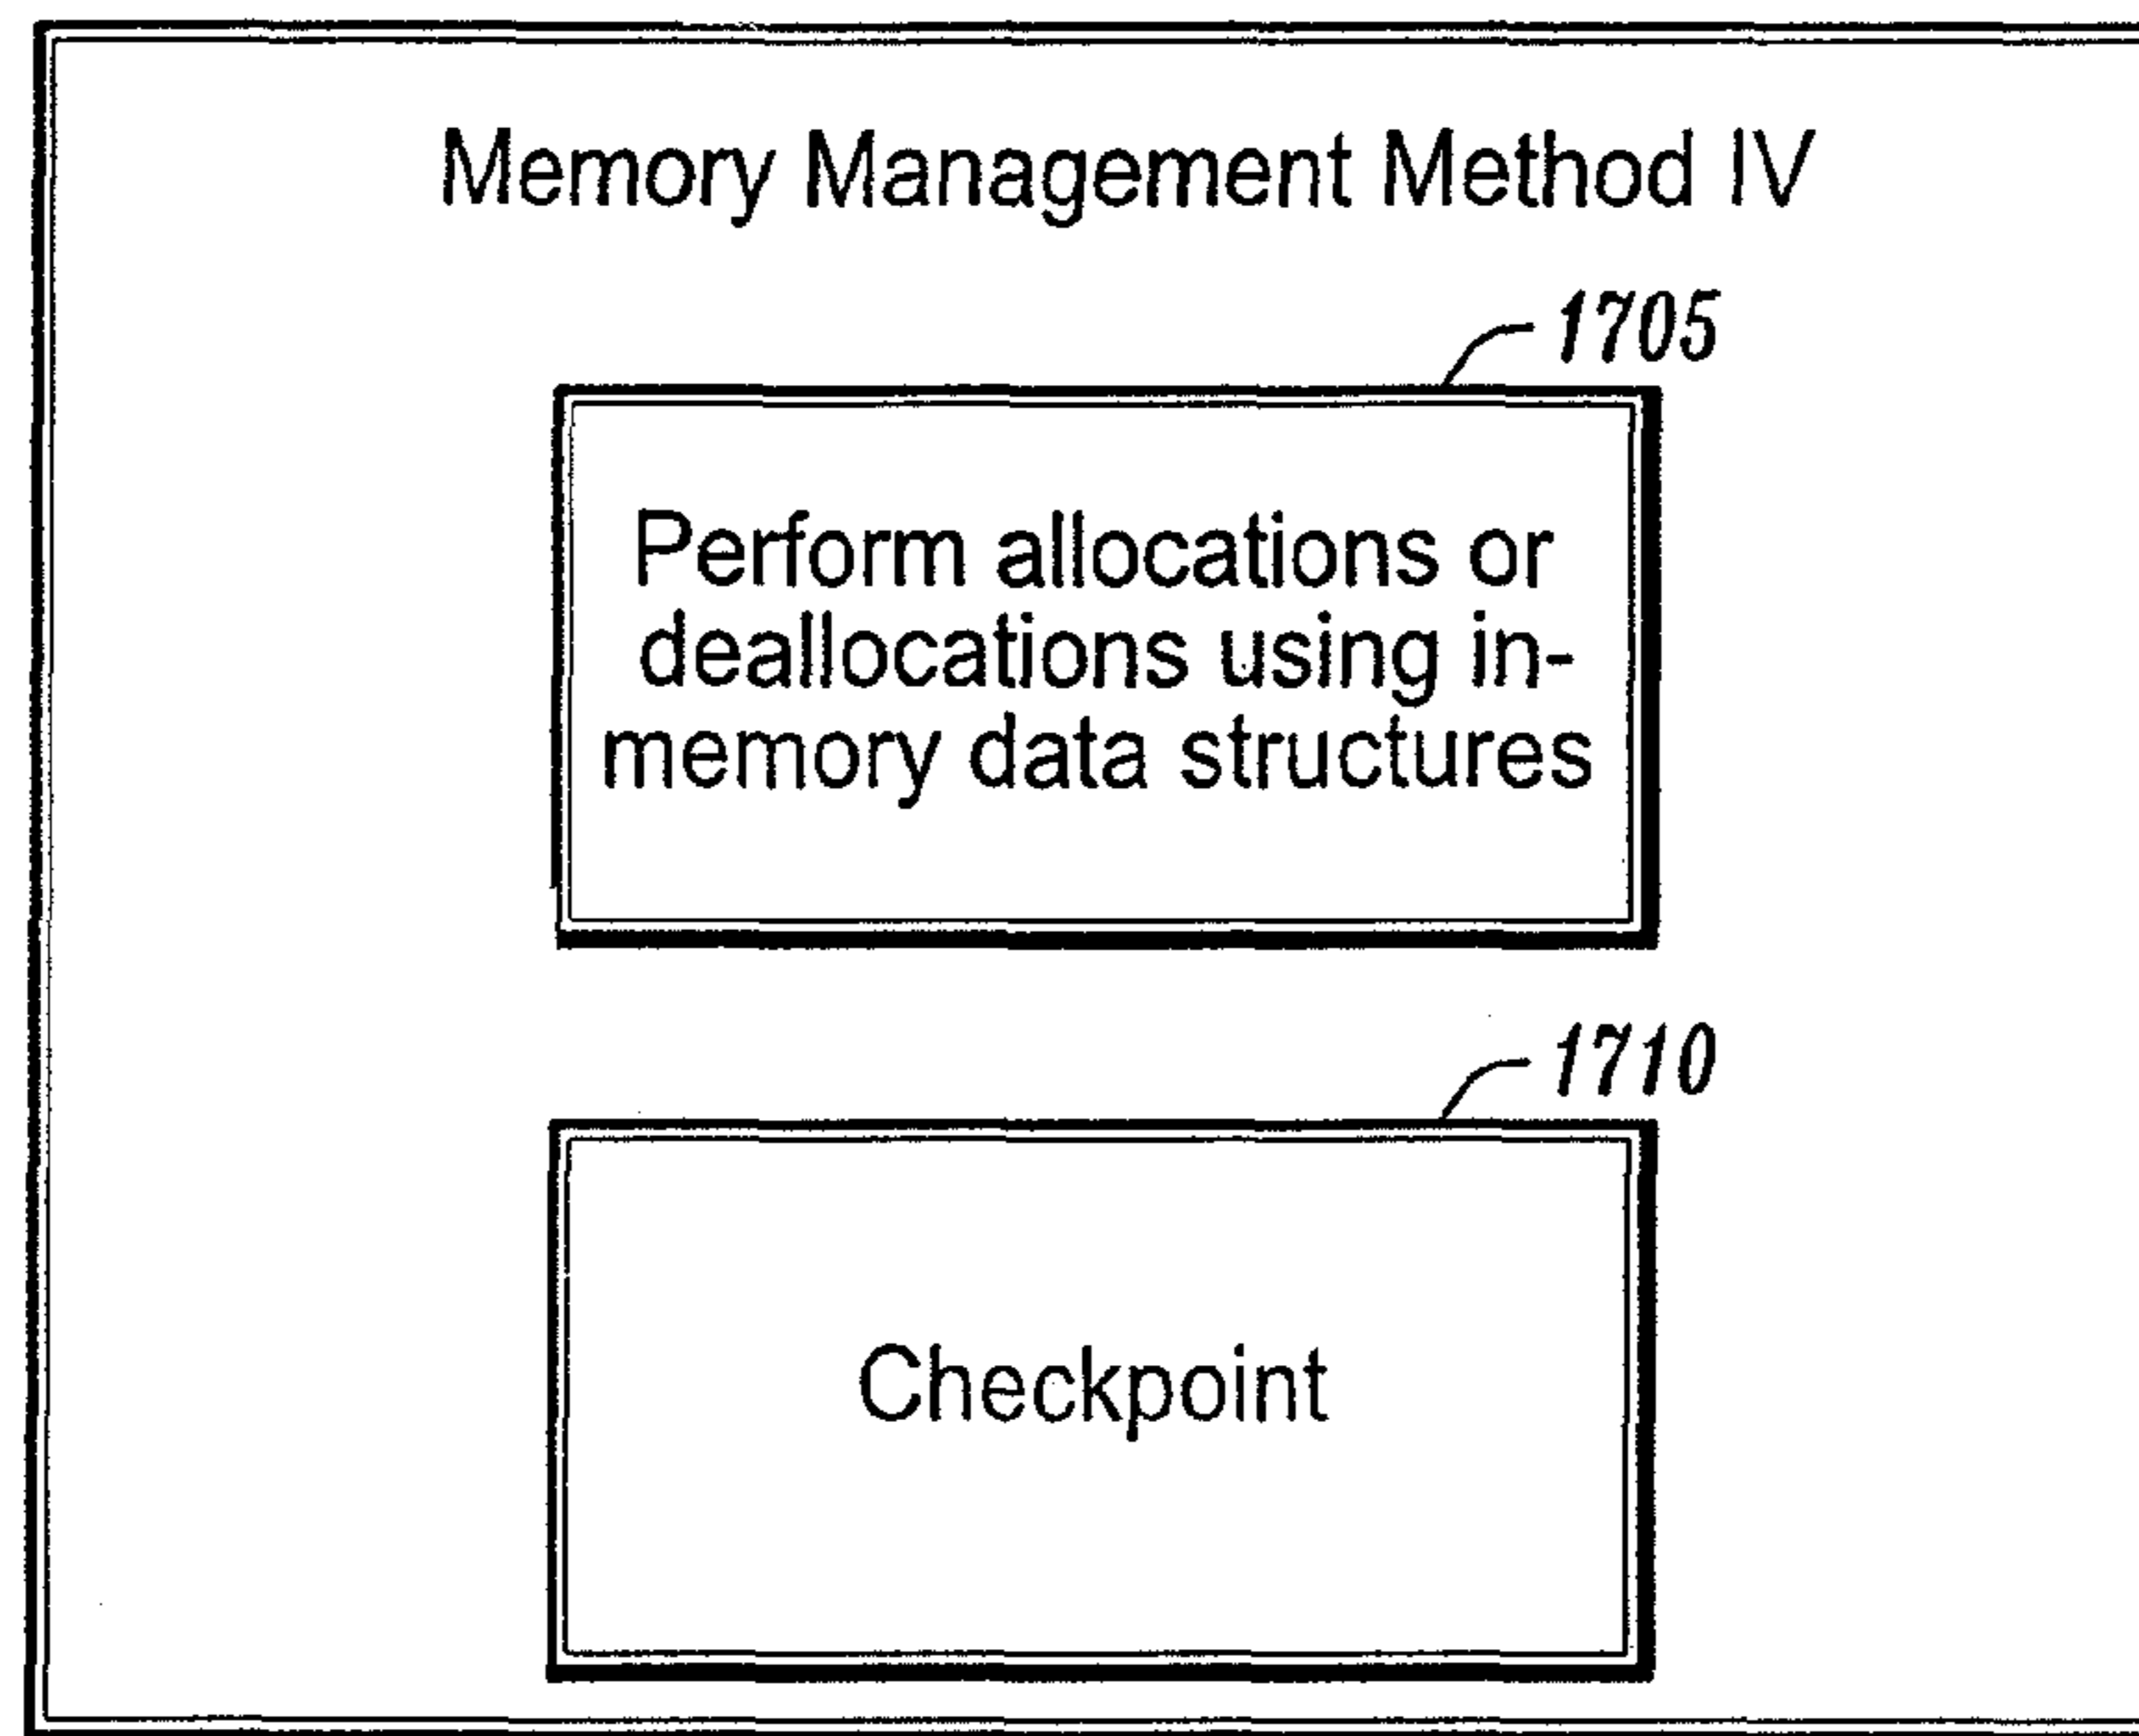 Memory Management Method IV
1705
Perform allocations or
deallocations using in-
memory data structures
1710
Checkpoint